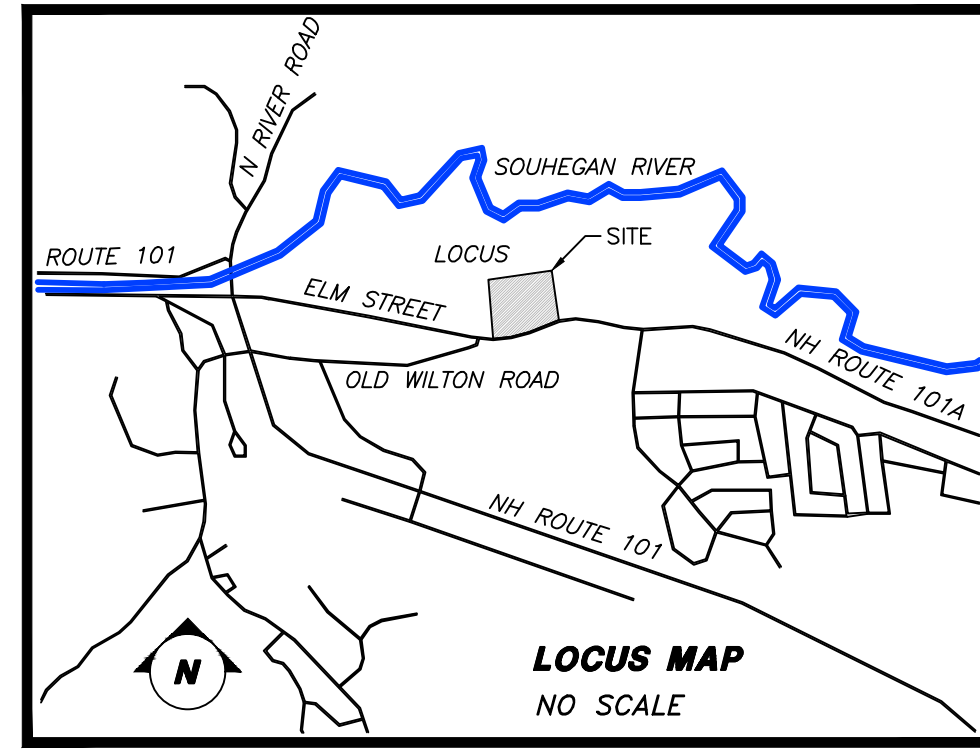 N RIVER ROAD
SOUHEGAN RIVER
SITE
LOCUS
ROUTE 101
ELM STREET
NH ROUTE 101A
OLD WILTON ROAD
NH ROUTE 101
LOCUS MAP
NO SCALE
N